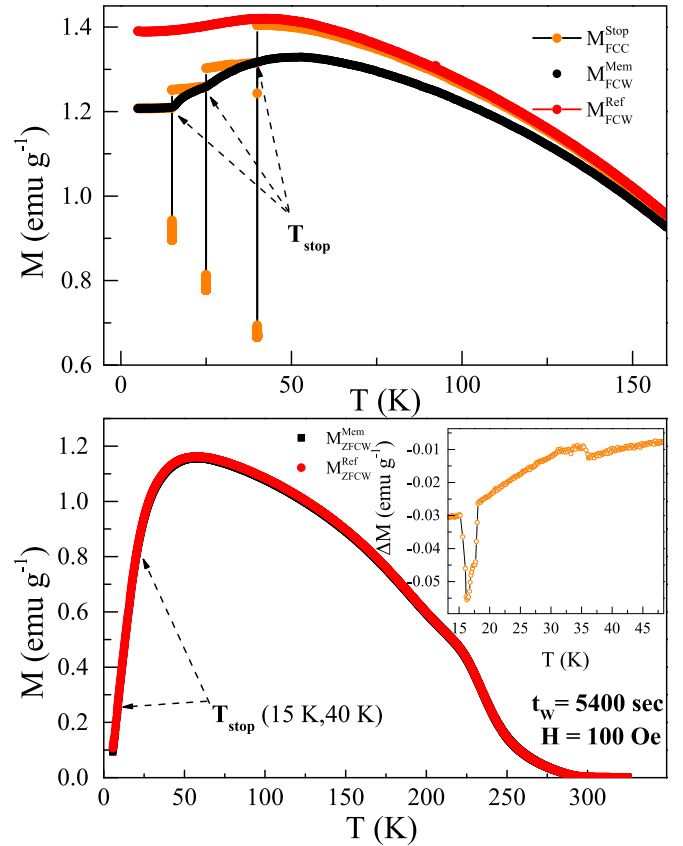 M (emu g⁻¹)
1.4
1.2
1.0
0.8
0.6
M^Stop_FCC
M^Mem_FCW
M^Ref_FCW
T_stop
0 50 100 150
T (K)
M (emu g⁻¹)
1.2
1.0
0.8
0.6
0.4
0.2
0.0
M^Mem_ZFCW
M^Ref_ZFCW
ΔM (emu g⁻¹)
-0.01
-0.02
-0.03
-0.04
-0.05
15 20 25 30 35 40 45
T (K)
T_stop (15 K,40 K)
t_W= 5400 sec
H = 100 Oe
0 50 100 150 200 250 300
T (K)